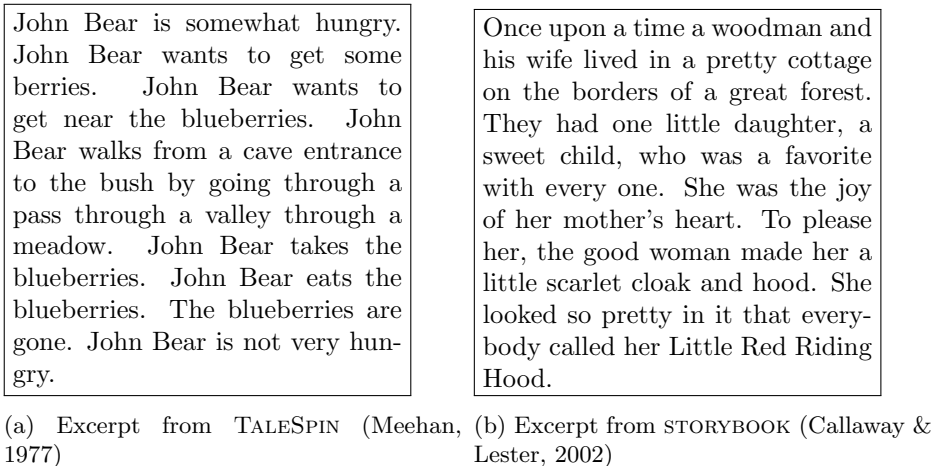 John Bear is somewhat hungry.
John Bear wants to get some
berries. John Bear wants to
get near the blueberries. John
Bear walks from a cave entrance
to the bush by going through a
pass through a valley through a
meadow. John Bear takes the
blueberries. John Bear eats the
blueberries. The blueberries are
gone. John Bear is not very hun-
gry.
(a) Excerpt from TALESPIN (Meehan,
1977)
Once upon a time a woodman and
his wife lived in a pretty cottage
on the borders of a great forest.
They had one little daughter, a
sweet child, who was a favorite
with every one. She was the joy
of her mother's heart. To please
her, the good woman made her a
little scarlet cloak and hood. She
looked so pretty in it that every-
body called her Little Red Riding
Hood.
(b) Excerpt from STORYBOOK (Callaway &
Lester, 2002)